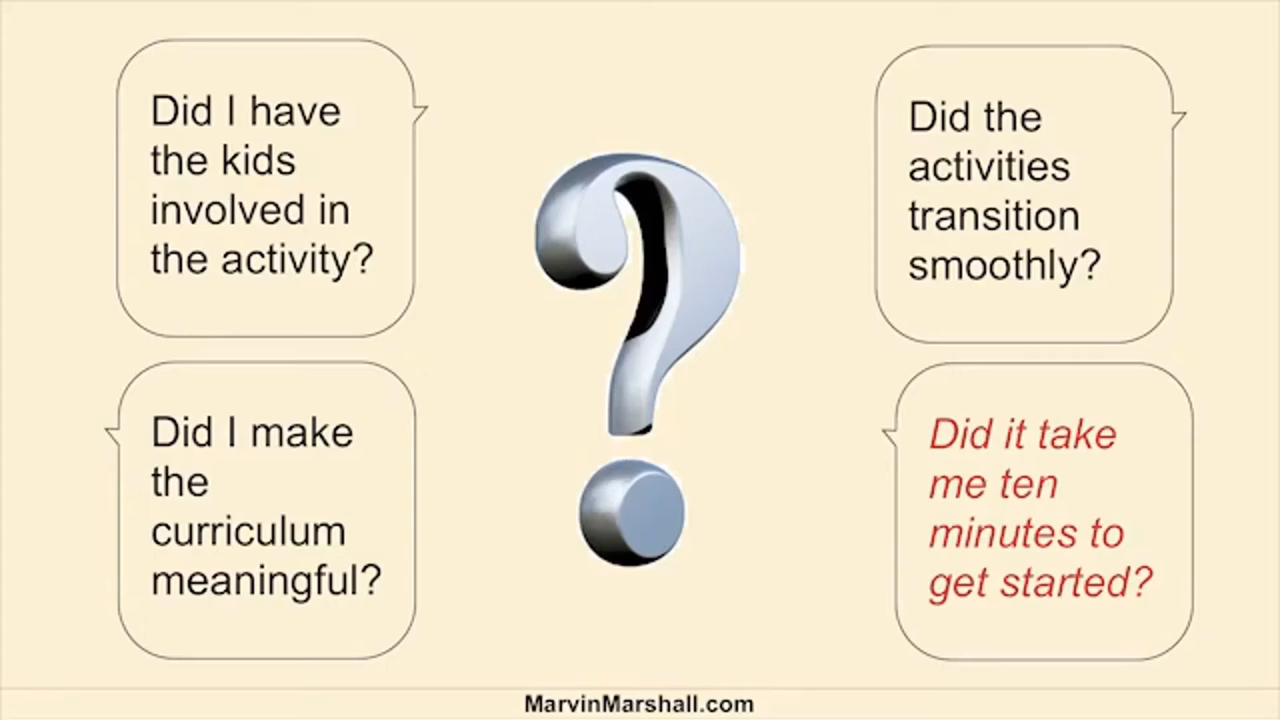 Did I have
the kids
involved in
the activity?
Did the
activities
transition
smoothly?
Did I make
the
curriculum
meaningful?
Did it take
me ten
minutes to
get started?
MarvinMarshall.com